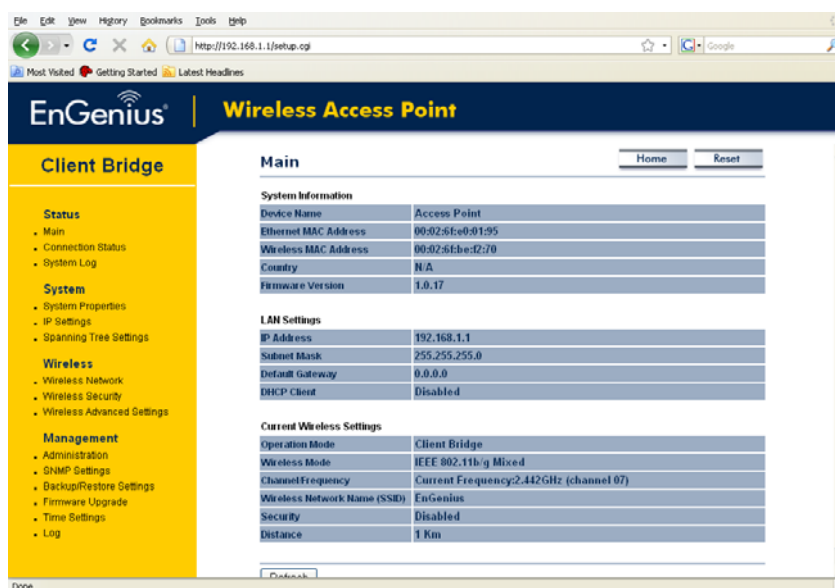 File Edit View History Bookmarks Tools Help
http://192.168.1.1/setup.cgi
Google
Most Visited Getting Started Latest Headlines
EnGenius®
Wireless Access Point
Client Bridge
Status
Main
Connection Status
System Log
System
System Properties
IP Settings
Spanning Tree Settings
Wireless
Wireless Network
Wireless Security
Wireless Advanced Settings
Management
Administration
SNMP Settings
Backup/Restore Settings
Firmware Upgrade
Time Settings
Log
Main
Home Reset
System Information
Device Name Access Point
Ethernet MAC Address 00:02:6f:e0:01:95
Wireless MAC Address 00:02:6f:be:f2:70
Country N/A
Firmware Version 1.0.17
LAN Settings
IP Address 192.168.1.1
Subnet Mask 255.255.255.0
Default Gateway 0.0.0.0
DHCP Client Disabled
Current Wireless Settings
Operation Mode Client Bridge
Wireless Mode IEEE 802.11b/g Mixed
Channel/Frequency Current Frequency:2.442GHz (channel 07)
Wireless Network Name (SSID) EnGenius
Security Disabled
Distance 1 Km
Refresh
Done